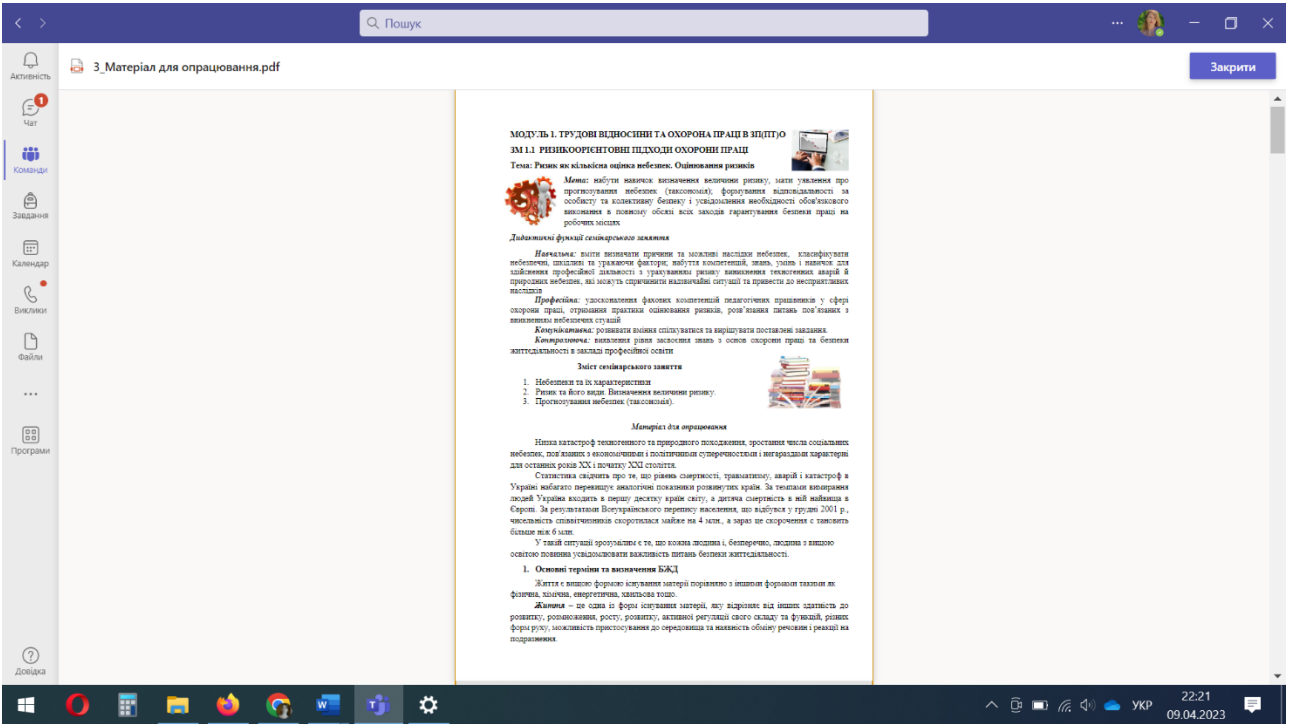 Пошук
Активність
Чат
1
Команди
Завдання
Календар
Виклики
Файли
Програми
Довідка
3_Матеріал для опрацювання.pdf
Закрити
МОДУЛЬ 1. ТРУДОВІ ВІДНОСИНИ ТА ОХОРОНА ПРАЦІ В ЗП(ПТ)О
ЗМ 1.1 РИЗИКООРІЄНТОВНІ ПІДХОДИ ОХОРОНИ ПРАЦІ
Тема: Ризик як кількісна оцінка небезпек. Оцінювання ризиків
Мета: набути навичок визначення величини ризику, мати уявлення про
прогнозування небезпек (таксономія); формування відповідальності за
особисту та колективну безпеку і усвідомлення необхідності обов'язкового
виконання в повному обсязі всіх заходів гарантування безпеки праці на
робочих місцях
Дидактичні функції семінарського заняття
Навчальна: вміти визначати причини та можливі наслідки небезпек, класифікувати
небезпечні, шкідливі та уражаючі фактори; набуття компетенцій, знань, умінь і навичок для
здійснення професійної діяльності з урахуванням ризику виникнення техногенних аварій й
природних небезпек, які можуть спричинити надзвичайні ситуації та привести до несприятливих
наслідків
Професійна: удосконалення фахових компетенцій педагогічних працівників у сфері
охорони праці, отримання практики оцінювання ризиків, розв'язання питань пов'язаних з
виникненням небезпечних стуацій
Комунікативна: розвивати вміння спілкуватися та вирішувати поставлені завдання.
Контролююча: виявлення рівня засвоєння знань з основ охорони праці та безпеки
життєдіяльності в закладі професійної освіти
Зміст семінарського заняття
1. Небезпеки та їх характеристики
2. Ризик та його види. Визначення величини ризику.
3. Прогнозування небезпек (таксономія).
Матеріал для опрацювання
Низка катастроф техногенного та природного походження, зростання числа соціальних
небезпек, пов'язаних з економічними і політичними суперечностями і негараздами характерні
для останніх років ХХ і початку ХХІ століття.
Статистика свідчить про те, що рівень смертності, травматизму, аварій і катастроф в
Україні набагато перевищує аналогічні показники розвинутих країн. За темпами вимирання
людей Україна входить в першу десятку країн світу, а дитяча смертність в ній найвища в
Європі. За результатами Всеукраїнського перепису населення, що відбувся у грудні 2001 р.,
чисельність співвітчизників скоротилася майже на 4 млн., а зараз це скорочення с тановить
більше ніж 6 млн.
У такій ситуації зрозумілим є те, що кожна людина і, безперечно, людина з вищою
освітою повинна усвідомлювати важливість питань безпеки життєдіяльності.
1. Основні терміни та визначення БЖД
Життя є вищою формою існування матерії порівняно з іншими формами такими як
фізична, хімічна, енергетична, хвильова тощо.
Життя – це одна із форм існування матерії, яку відрізняє від інших здатність до
розвитку, розмноження, росту, розвитку, активної регуляції свого складу та функцій, різних
форм руху, можливість пристосування до середовища та наявність обміну речовин і реакції на
подразнення.
УКР
22:21
09.04.2023